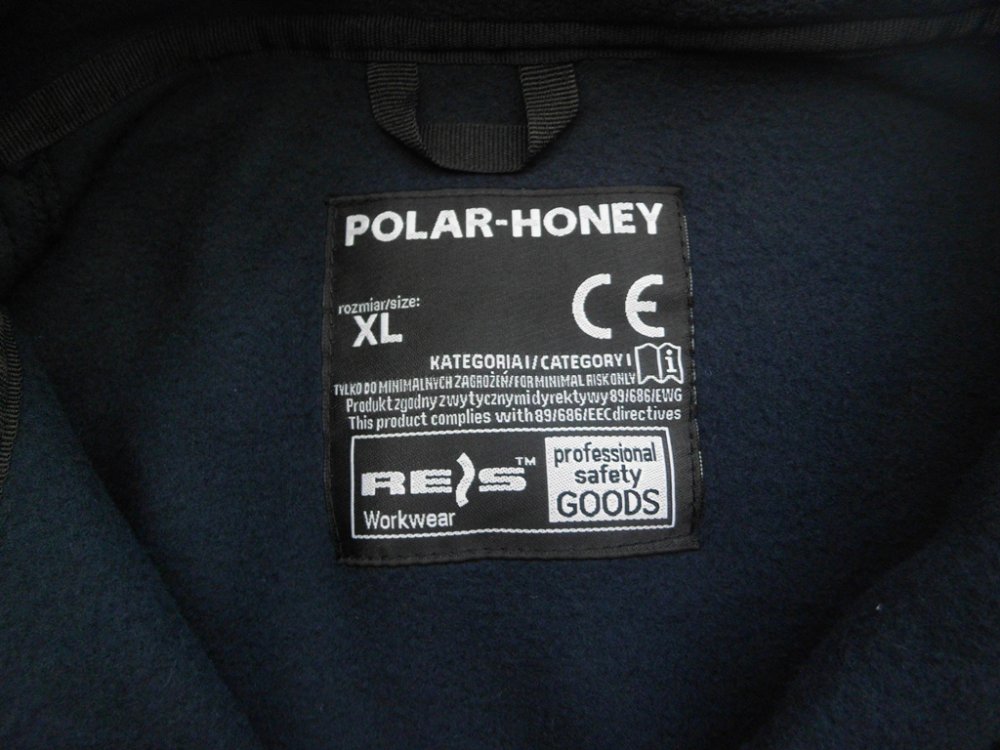 POLAR-HONEY
CE
rozmiar/size:
XL
KATEGORIA I / CATEGORY I
i
TYLKO DO MINIMALNYCH ZAGROŻEŃ/FOR MINIMAL RISK ONLY
Produkt zgodny z wytycznymi dyrektywy 89/686/EWG
This product complies with 89/686/EEC directives
REIS™
Workwear
professional
safety
GOODS